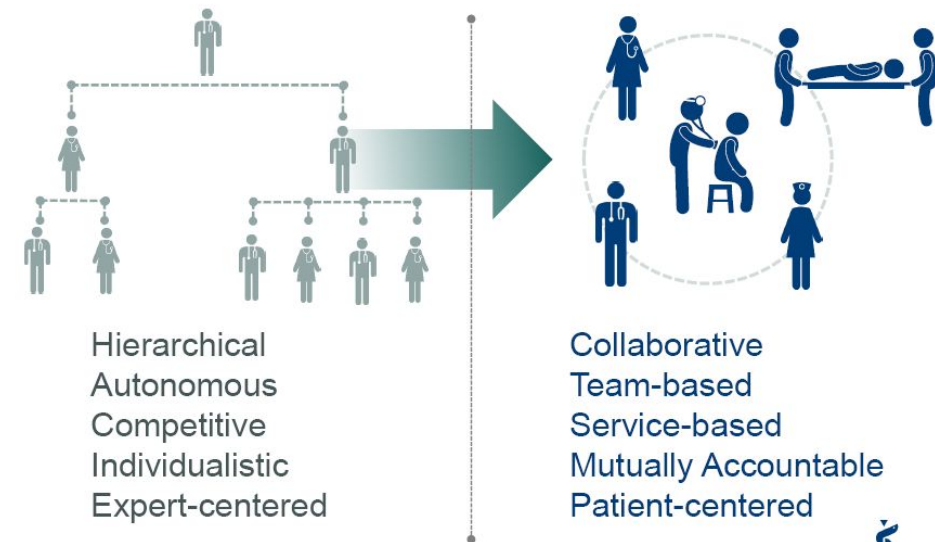 Hierarchical
Autonomous
Competitive
Individualistic
Expert-centered
Collaborative
Team-based
Service-based
Mutually Accountable
Patient-centered